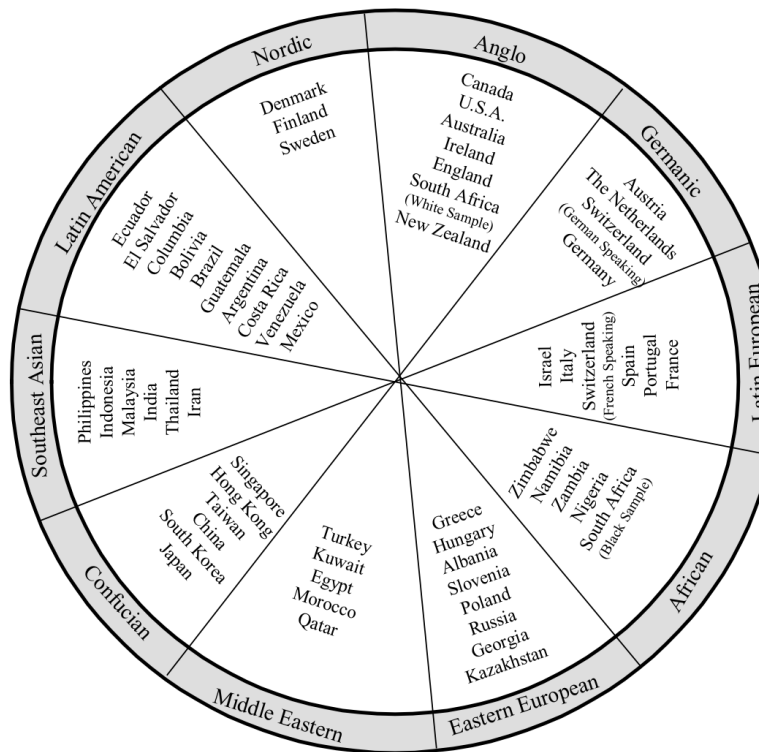 Nordic
Denmark
Finland
Sweden
Anglo
Canada
U.S.A.
Australia
Ireland
England
South Africa
(White Sample)
New Zealand
Germanic
Austria
The Netherlands
Switzerland
(German Speaking)
Germany
Latin European
Israel
Italy
Switzerland
(French Speaking)
Spain
Portugal
France
African
Zimbabwe
Namibia
Zambia
Nigeria
South Africa
(Black Sample)
Eastern European
Greece
Hungary
Albania
Slovenia
Poland
Russia
Georgia
Kazakhstan
Middle Eastern
Turkey
Kuwait
Egypt
Morocco
Qatar
Confucian
Singapore
Hong Kong
Taiwan
China
South Korea
Japan
Southeast Asian
Philippines
Indonesia
Malaysia
India
Thailand
Iran
Latin American
Ecuador
El Salvador
Columbia
Bolivia
Brazil
Guatemala
Argentina
Costa Rica
Venezuela
Mexico